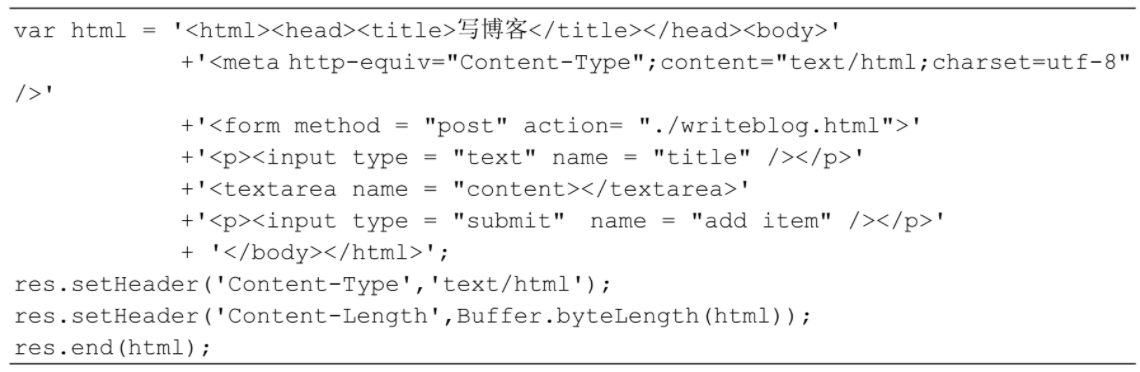 var html = '<html><head><title>写博客</title></head><body>'
+'<meta http-equiv="Content-Type";content="text/html;charset=utf-8"
/>'
+'<form method = "post" action= "./writeblog.html">'
+'<p><input type = "text" name = "title" /></p>'
+'<textarea name = "content></textarea>'
+'<p><input type = "submit" name = "add item" /></p>'
+ '</body></html>';
res.setHeader('Content-Type','text/html');
res.setHeader('Content-Length',Buffer.byteLength(html));
res.end(html);